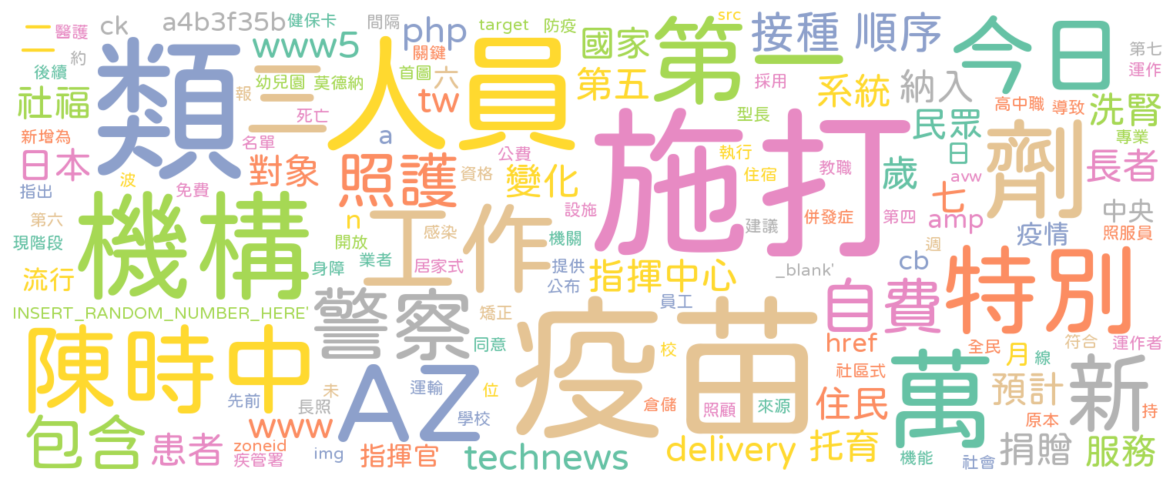 二
醫護
ck
a4b3f35b
健保卡
間隔
php
target
防疫
src
國家
第一
接種
順序
今日
第七
運作
後續
約
類
三
人員
www5
關鍵
首圖
六
tw
第五
採用
系統
納入
高中職
導致
洗腎
專業
社福
幼兒園
莫德納
報
死亡
新增為
名單
a
型長
施打
民眾
日
劑
長者
日本
對象
照護
公費
資格
變化
執行
住宿
教職
歲
avw
指出
波
免費
機構
第六
現階段
流行
n
開放
身障
業者
感染
工作
居家式
設施
機關
提供
公布
建議
併發症
第四
七
amp
週
中央
照服員
疫情
指揮中心
_blank'
cb
自費
特別
INSERT_RANDOM_NUMBER_HERE'
警察
矯正
同意
員工
疫苗
校
href
社區式
全民
月
線
符合
運作者
陳時中
先前
未
長照
運輸
位
AZ
學校
倉儲
照顧
來源
住民
萬
預計
原本
新
持
包含
患者
www
zoneid
疾管署
img
指揮官
technews
delivery
托育
機能
社會
捐贈
服務